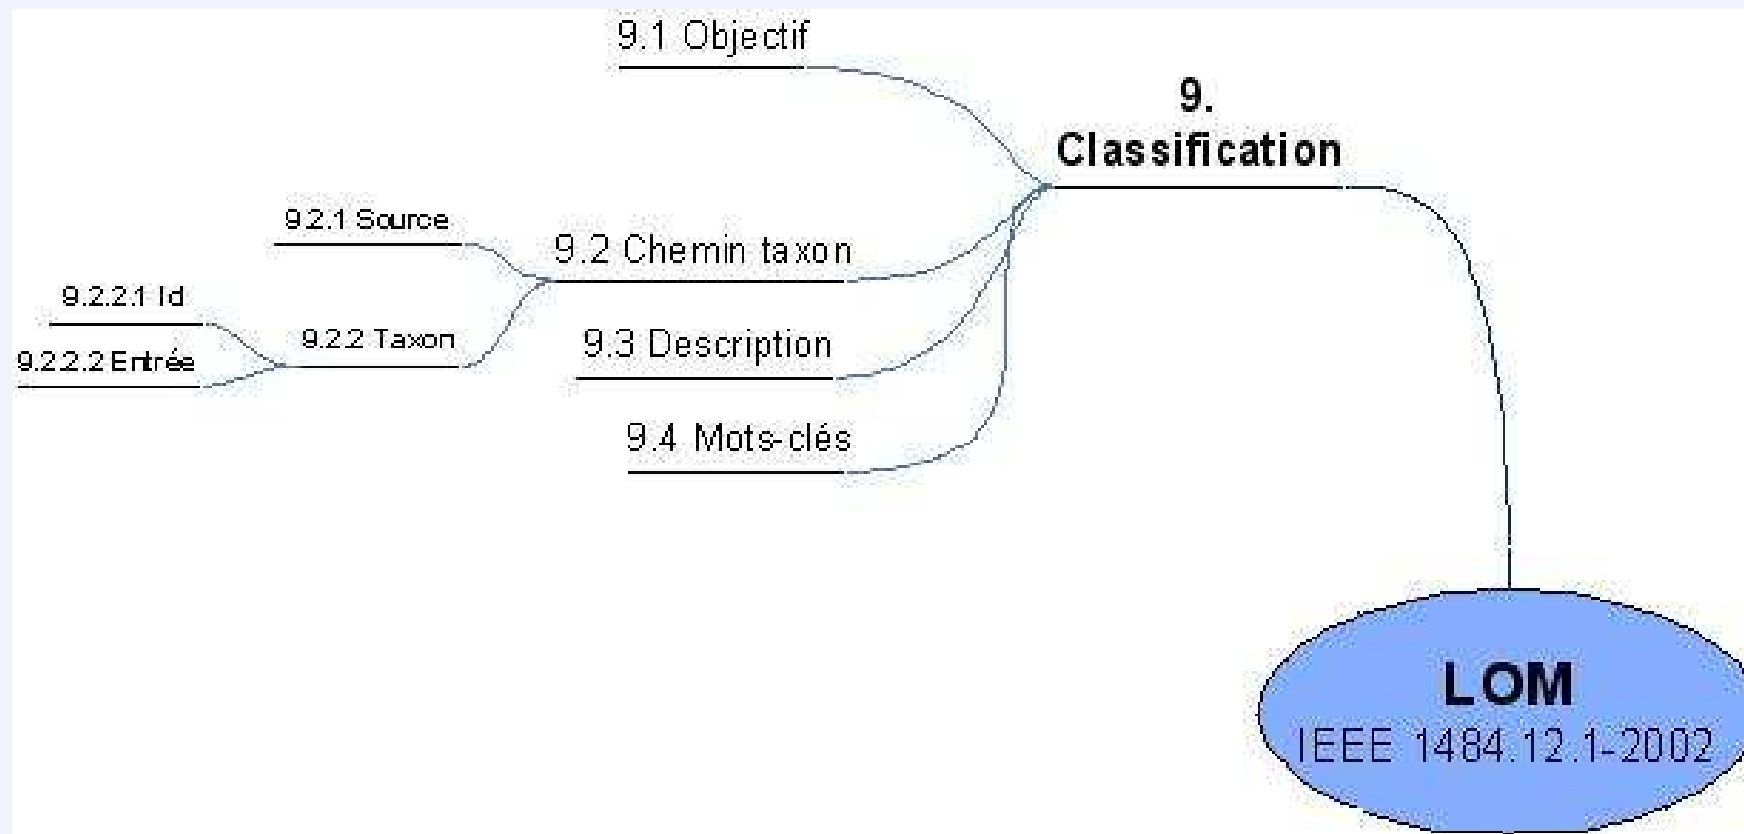 9.1 Objectif
9.
Classification
9.2.1 Source
9.2 Chemin taxon
9.2.2.1 Id
9.2.2 Taxon
9.2.2.2 Entrée
9.3 Description
9.4 Mots-clés
LOM
IEEE 1484.12.1-2002